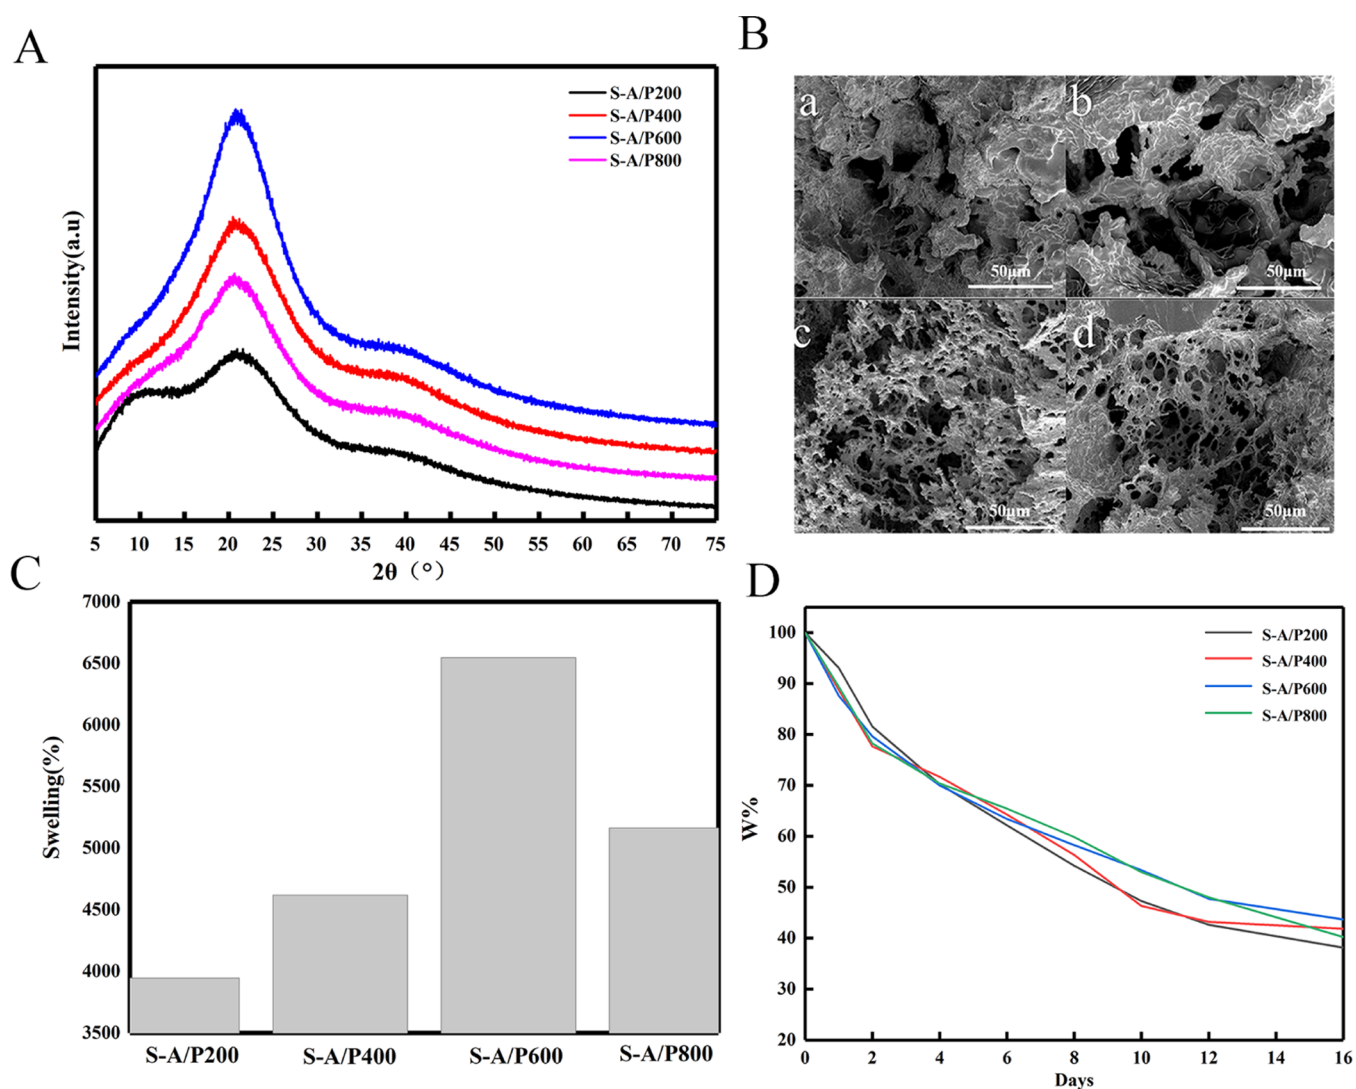 A
S-A/P200
S-A/P400
S-A/P600
S-A/P800
Intensity(a.u)
5 10 15 20 25 30 35 40 45 50 55 60 65 70 75
2θ（°）
B
a
50μm
b
50μm
c
50μm
d
50μm
C
7000
6500
6000
5500
5000
4500
4000
3500
Swelling(%)
S-A/P200 S-A/P400 S-A/P600 S-A/P800
D
100
90
80
70
60
50
40
30
20
W%
S-A/P200
S-A/P400
S-A/P600
S-A/P800
0 2 4 6 8 10 12 14 16
Days